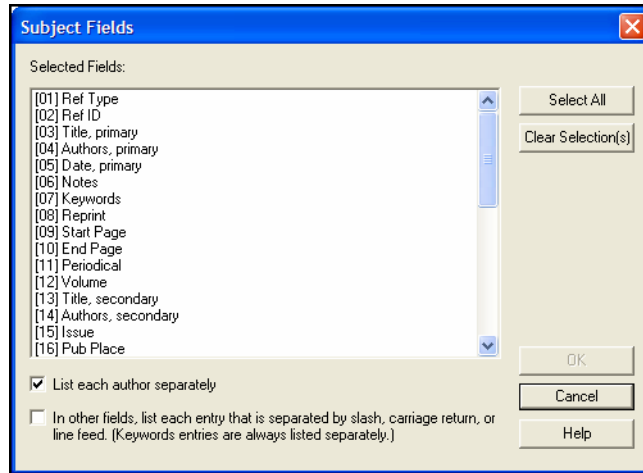 Subject Fields
Selected Fields:
[01] Ref Type
[02] Ref ID
[03] Title, primary
[04] Authors, primary
[05] Date, primary
[06] Notes
[07] Keywords
[08] Reprint
[09] Start Page
[10] End Page
[11] Periodical
[12] Volume
[13] Title, secondary
[14] Authors, secondary
[15] Issue
[16] Pub Place
Select All
Clear Selection(s)
List each author separately
In other fields, list each entry that is separated by slash, carriage return, or
line feed. (Keywords entries are always listed separately.)
OK
Cancel
Help